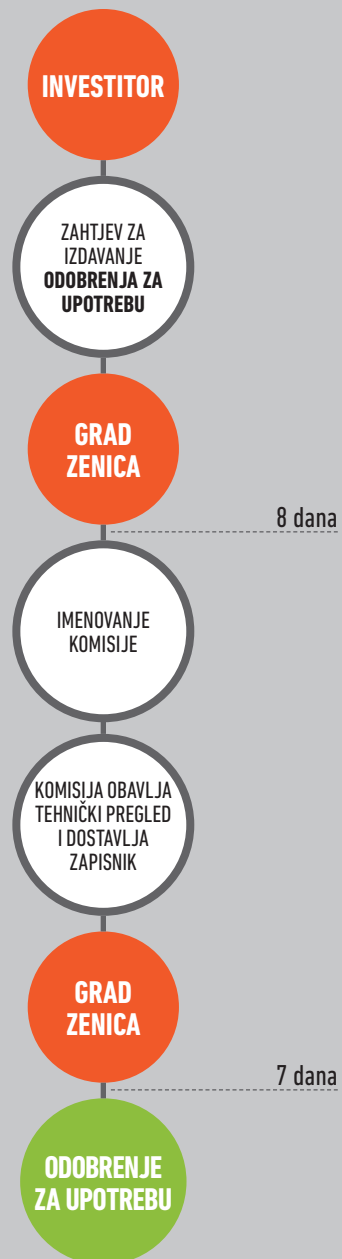 INVESTITOR
ZAHTJEV ZA
IZDAVANJE
ODOBRENJA ZA
UPOTREBU
GRAD
ZENICA
8 dana
IMENOVANJE
KOMISIJE
KOMISIJA OBAVLJA
TEHNIČKI PREGLED
I DOSTAVLJA
ZAPISNIK
GRAD
ZENICA
7 dana
ODOBRENJE
ZA UPOTREBU